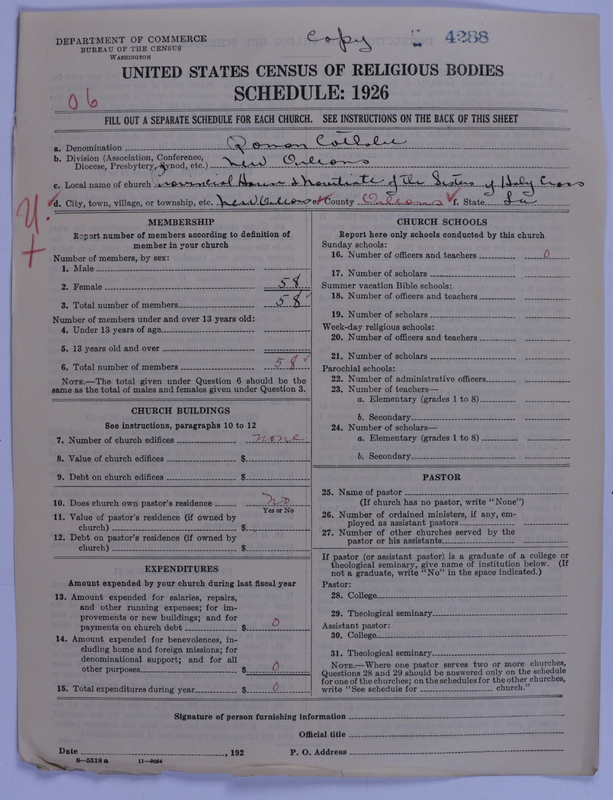 DEPARTMENT OF COMMERCE
BUREAU OF THE CENSUS
WASHINGTON
Copy
4288
UNITED STATES CENSUS OF RELIGIOUS BODIES
SCHEDULE: 1926
06
FILL OUT A SEPARATE SCHEDULE FOR EACH CHURCH. SEE INSTRUCTIONS ON THE BACK OF THIS SHEET
a. Denomination Roman Catholic
b. Division (Association, Conference, Diocese, Presbytery, Synod, etc.) New Orleans
c. Local name of church Provincial House & Novitiate of the Sisters of Holy Cross
d. City, town, village, or township, etc. New Orleans e. County Orleans f. State La
MEMBERSHIP
Report number of members according to definition of
member in your church
Number of members, by sex:
1. Male
2. Female 58
3. Total number of members 58
Number of members under and over 13 years old:
4. Under 13 years of age
5. 13 years old and over
6. Total number of members 58
NOTE.—The total given under Question 6 should be
same as the total of males and females given under Question 3.
CHURCH BUILDINGS
See instructions, paragraphs 10 to 12
7. Number of church edifices none
8. Value of church edifices $
9. Debt on church edifices $
10. Does church own pastor's residence No
Yes or No
11. Value of pastor's residence (if owned by
church) $
12. Debt on pastor's residence (if owned by
church) $
EXPENDITURES
Amount expended by your church during last fiscal year
13. Amount expended for salaries, repairs,
and other running expenses; for im-
provements or new buildings; and for
payments on church debt $ 0
14. Amount expended for benevolences, in-
cluding home and foreign missions; for
denominational support; and for all
other purposes $ 0
15. Total expenditures during year $ 0
CHURCH SCHOOLS
Report here only schools conducted by this church
Sunday schools:
16. Number of officers and teachers 0
17. Number of scholars
Summer vacation Bible schools:
18. Number of officers and teachers
19. Number of scholars
Week-day religious schools:
20. Number of officers and teachers
21. Number of scholars
Parochial schools:
22. Number of administrative officers
23. Number of teachers—
a. Elementary (grades 1 to 8)
b. Secondary
24. Number of scholars—
a. Elementary (grades 1 to 8)
b. Secondary
PASTOR
25. Name of pastor
(If church has no pastor, write "None")
26. Number of ordained ministers, if any, em-
ployed as assistant pastors
27. Number of other churches served by the
pastor or his assistants
If pastor (or assistant pastor) is a graduate of a college or
theological seminary, give name of institution below. (If
not a graduate, write "No" in the space indicated.)
Pastor:
28. College
29. Theological seminary
Assistant pastor:
30. College
31. Theological seminary
NOTE.—Where one pastor serves two or more churches,
Questions 28 and 29 should be answered only on the schedule
for one of the churches; on the schedules for the other churches,
write "See schedule for church."
Signature of person furnishing information
Official title
Date , 192 P. O. Address
8—5518 a 11—9264